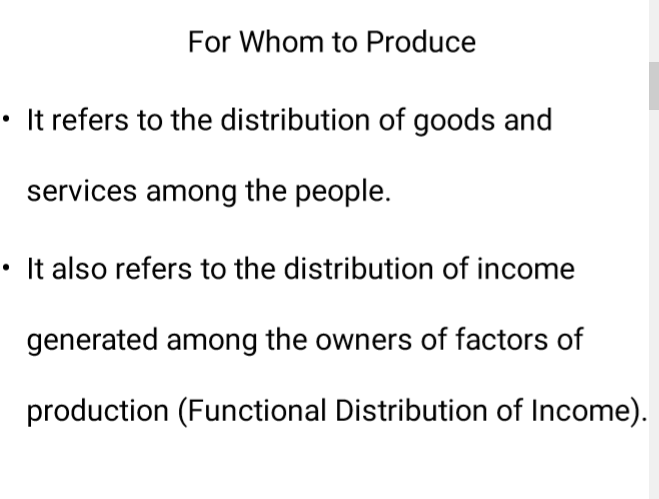 For Whom to Produce
• It refers to the distribution of goods and
services among the people.
• It also refers to the distribution of income
generated among the owners of factors of
production (Functional Distribution of Income).